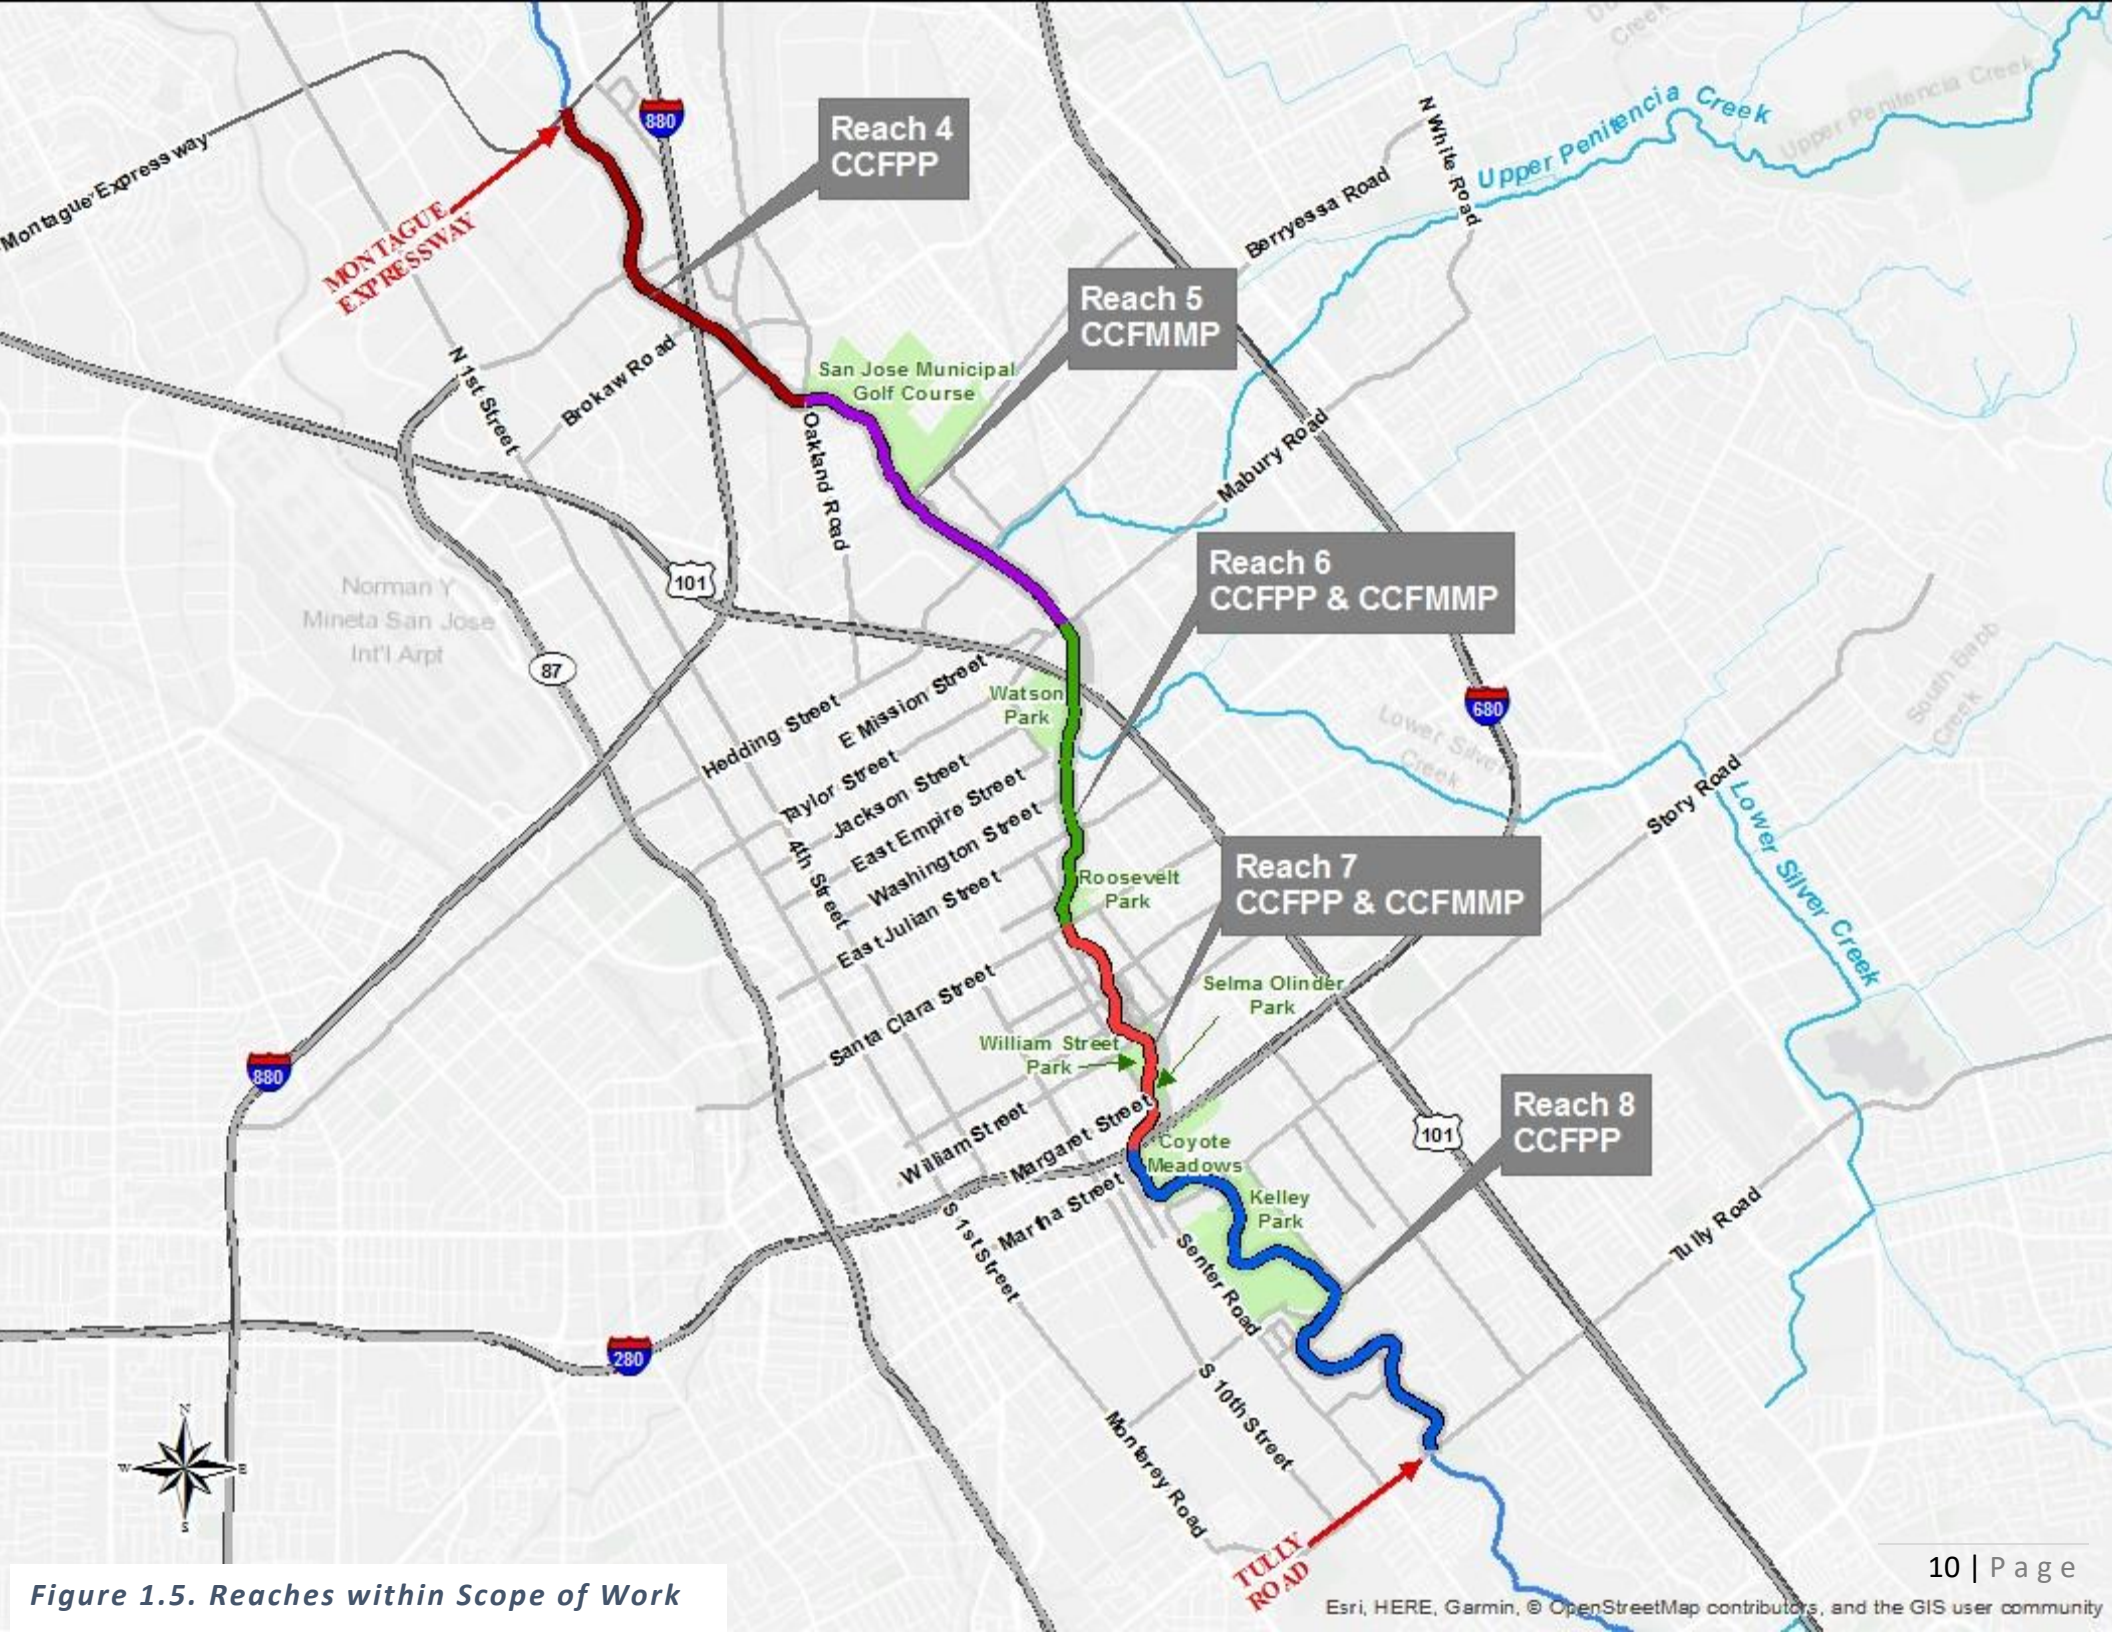 Upper Penitencia Creek
Upper Penitencia Creek
N White Road
880
Reach 4
CCFPP
Montague Expressway
MONTAGUE
EXPRESSWAY
Berryessa Road
Reach 5
CCFMMP
N 1st Street
Brokaw Road
San Jose Municipal
Golf Course
Oakland Road
Mabury Road
101
Norman Y
Mineta San Jose
Int'l Arpt
87
Reach 6
CCFPP & CCFMMP
South Babb
Creek
Hedding Street
E Mission Street
Watson
Park
680
Lower Silver
Creek
Taylor Street
Jackson Street
East Empire Street
Washington Street
East Julian Street
4th Street
Story Road
Lower Silver Creek
Roosevelt
Park
Reach 7
CCFPP & CCFMMP
Santa Clara Street
Selma Olinder
Park
William Street
Park
880
William Street
Margaret Street
Martha Street
Coyote
Meadows
101
Reach 8
CCFPP
Kelley
Park
S 1st Street
Senter Road
Tully Road
280
S 10th Street
Monterey Road
N
W
E
S
TULLY
ROAD
10 | Page
Figure 1.5. Reaches within Scope of Work
Esri, HERE, Garmin, © OpenStreetMap contributors, and the GIS user community